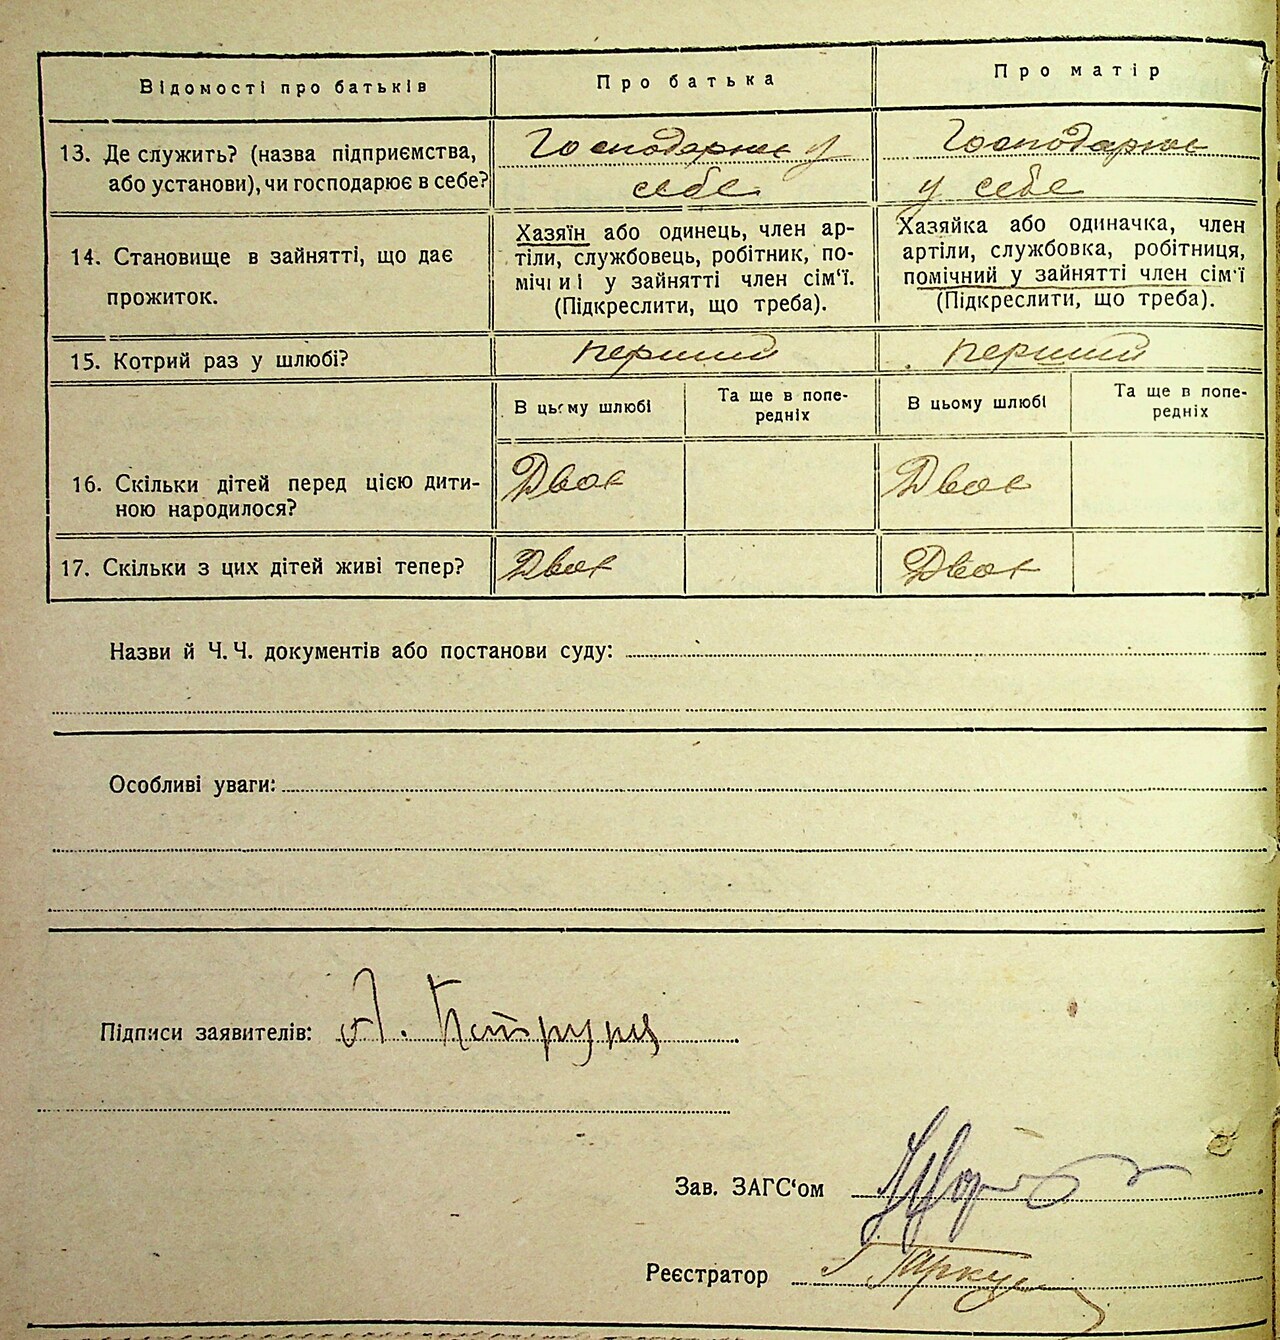 Відомості про батьків
Про батька
Про матір
13. Де служить? (назва підприємства,
або установи), чи господарює в себе?
Господарює у
себе
Господарює
у себе
14. Становище в зайнятті, що дає
прожиток.
Хазяїн або одинець, член ар-
тіли, службовець, робітник, по-
мічний у зайнятті член сім‘ї.
(Підкреслити, що треба).
Хазяйка або одиначка, член
артіли, службовка, робітниця,
помічний у зайнятті член сім‘ї
(Підкреслити, що треба).
15. Котрий раз у шлюбі?
перший
перший
В цьому шлюбі
Та ще в попе-
редніх
В цьому шлюбі
Та ще в попе-
редніх
16. Скільки дітей перед цією дити-
ною народилося?
Двоє
Двоє
17. Скільки з цих дітей живі тепер?
Двоє
Двоє
Назви й Ч. Ч. документів або постанови суду:
Особливі уваги:
Підписи заявителів:
Зав. ЗАГС‘ом
Реєстратор